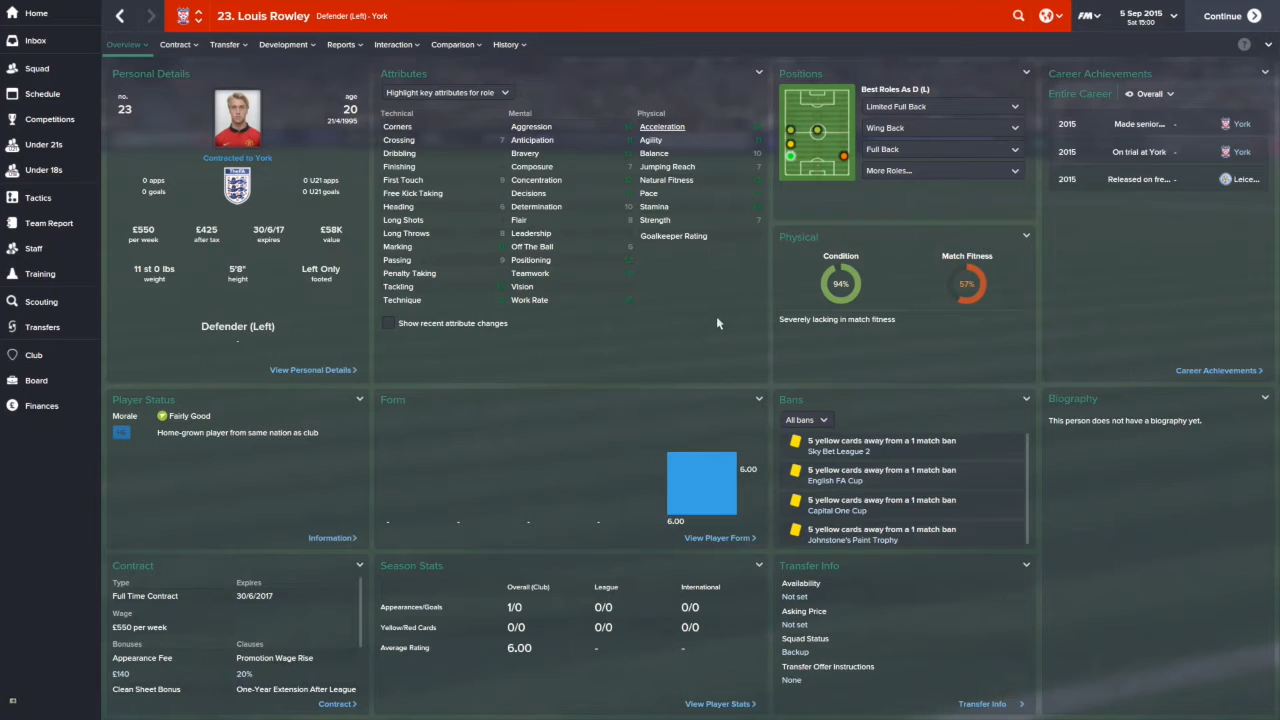 Home
Inbox
Squad
Schedule
Competitions
Under 21s
Under 18s
Tactics
Team Report
Staff
Training
Scouting
Transfers
Club
Board
Finances
23. Louis Rowley Defender (Left) - York
FM
5 Sep 2015
Sat 15:00
Continue
Overview Contract Transfer Development Reports Interaction Comparison History
?
Personal Details
no.
23
age
20
21/4/1995
Contracted to York
TheFA
0 apps
0 goals
0 U21 apps
0 U21 goals
£550
per week
£425
after tax
30/6/17
expires
£58K
value
11 st 0 lbs
weight
5'8"
height
Left Only
footed
Defender (Left)
-
View Personal Details >
Attributes
Highlight key attributes for role
Technical Mental Physical
Corners Aggression Acceleration
Crossing 7 Anticipation Agility
Dribbling Bravery Balance 10
Finishing Composure 7 Jumping Reach 7
First Touch 9 Concentration Natural Fitness
Free Kick Taking Decisions Pace
Heading 6 Determination 10 Stamina
Long Shots Flair 8 Strength 7
Long Throws 8 Leadership Goalkeeper Rating
Marking Off The Ball 6
Passing 9 Positioning
Penalty Taking Teamwork
Tackling Vision
Technique Work Rate
Show recent attribute changes
Positions
Best Roles As D (L)
Limited Full Back
Wing Back
Full Back
More Roles...
Physical
Condition Match Fitness
94% 57%
Severely lacking in match fitness
Career Achievements
Entire Career Overall
2015 Made senior... - York
2015 On trial at York - York
2015 Released on fre... - Leice...
Career Achievements >
Player Status
Morale Fairly Good
Home-grown player from same nation as club
Information >
Form
6.00
- - - - 6.00
View Player Form >
Bans
All bans
5 yellow cards away from a 1 match ban
Sky Bet League 2
5 yellow cards away from a 1 match ban
English FA Cup
5 yellow cards away from a 1 match ban
Capital One Cup
5 yellow cards away from a 1 match ban
Johnstone's Paint Trophy
Biography
This person does not have a biography yet.
Contract
Type Expires
Full Time Contract 30/6/2017
Wage
£550 per week
Bonuses Clauses
Appearance Fee Promotion Wage Rise
£140 20%
Clean Sheet Bonus One-Year Extension After League
Contract >
Season Stats
Overall (Club) League International
Appearances/Goals 1/0 0/0 0/0
Yellow/Red Cards 0/0 0/0 0/0
Average Rating 6.00 - -
View Player Stats >
Transfer Info
Availability
Not set
Asking Price
Not set
Squad Status
Backup
Transfer Offer Instructions
None
Transfer Info >